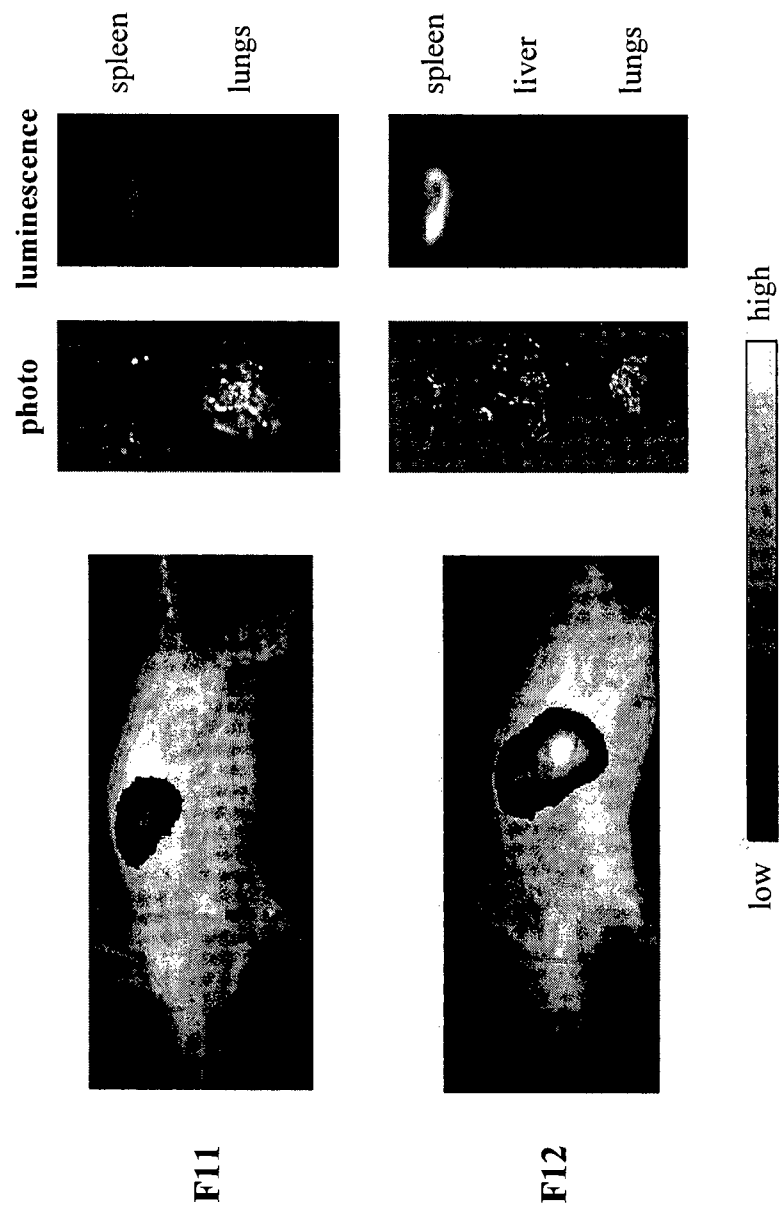 photo
luminescence
F11
spleen
lungs
F12
spleen
liver
lungs
low
high